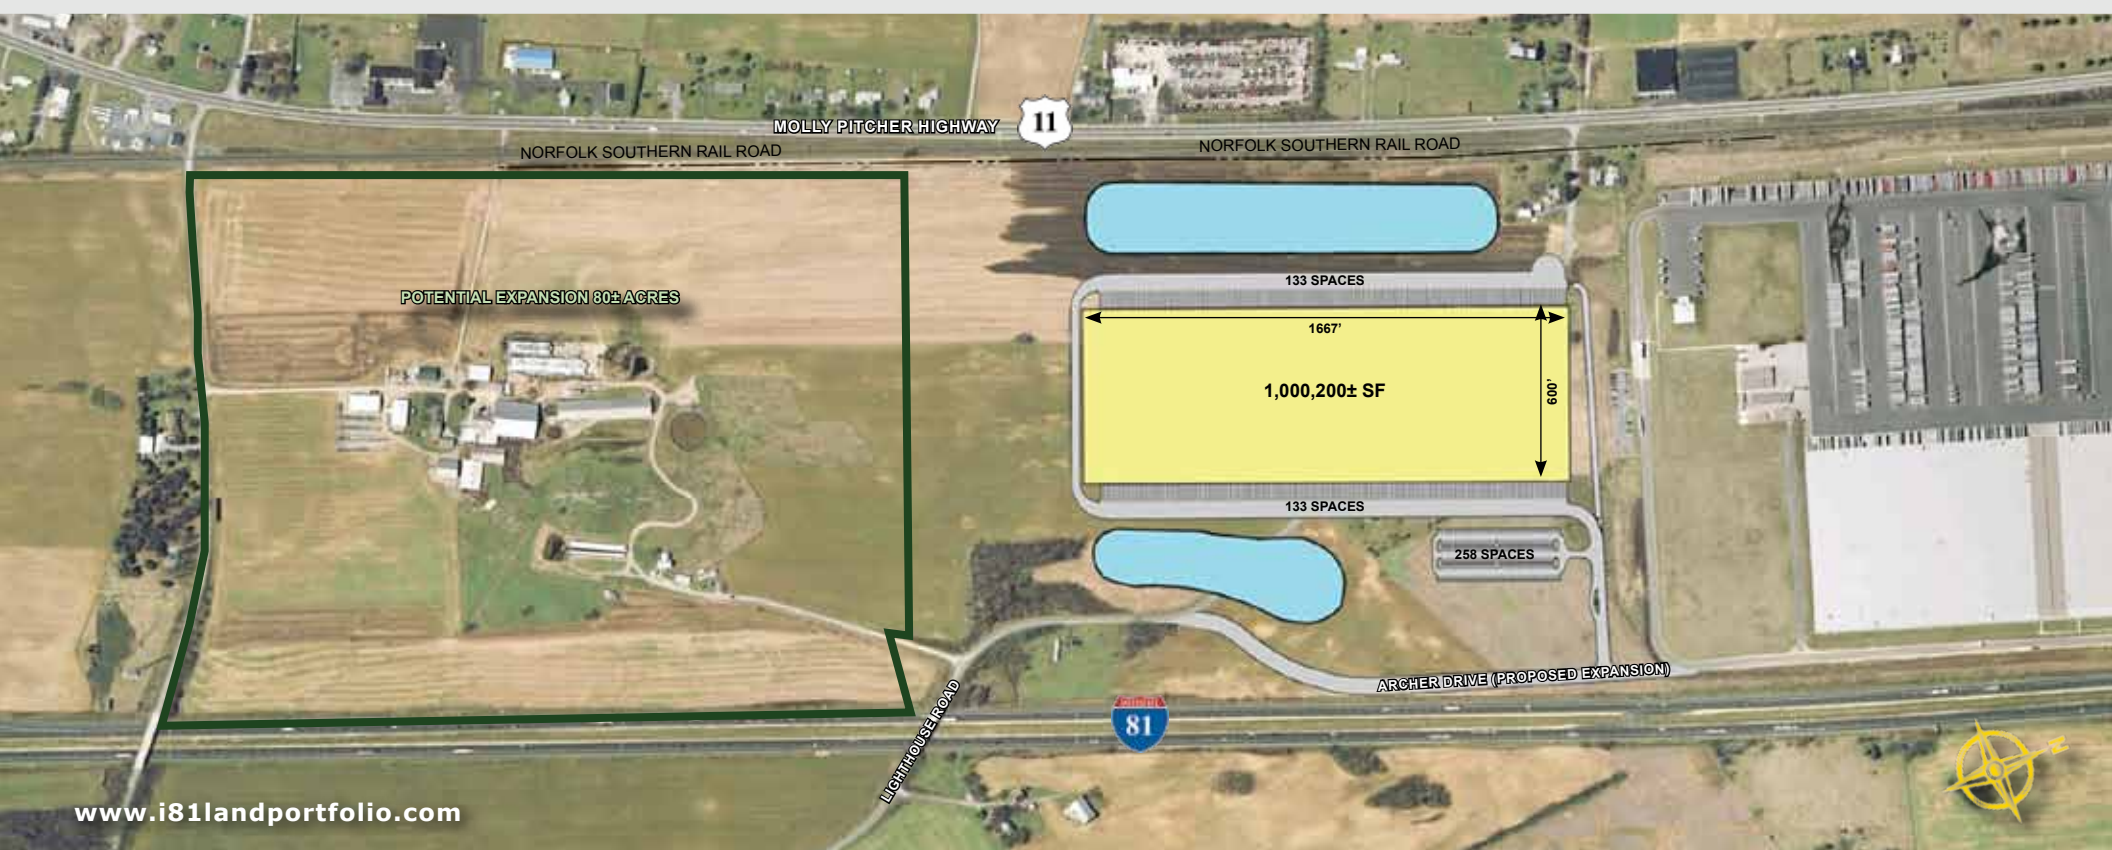 MOLLY PITCHER HIGHWAY
11
NORFOLK SOUTHERN RAIL ROAD
NORFOLK SOUTHERN RAIL ROAD
POTENTIAL EXPANSION 80± ACRES
133 SPACES
1667'
1,000,200± SF
600'
133 SPACES
258 SPACES
ARCHER DRIVE (PROPOSED EXPANSION)
LIGHTHOUSE ROAD
81
N
www.i81landportfolio.com